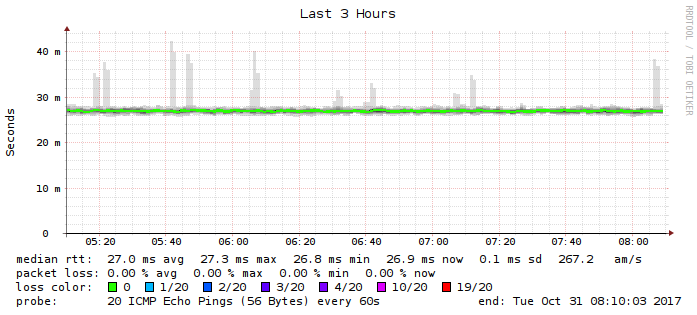 Last 3 Hours
RRDTOOL / TOBI OETIKER
Seconds
40 m
30 m
20 m
10 m
0
05:20 05:40 06:00 06:20 06:40 07:00 07:20 07:40 08:00
median rtt: 27.0 ms avg 27.3 ms max 26.8 ms min 26.9 ms now 0.1 ms sd 267.2 am/s
packet loss: 0.00 % avg 0.00 % max 0.00 % min 0.00 % now
loss color: 0 1/20 2/20 3/20 4/20 10/20 19/20
probe: 20 ICMP Echo Pings (56 Bytes) every 60s end: Tue Oct 31 08:10:03 2017